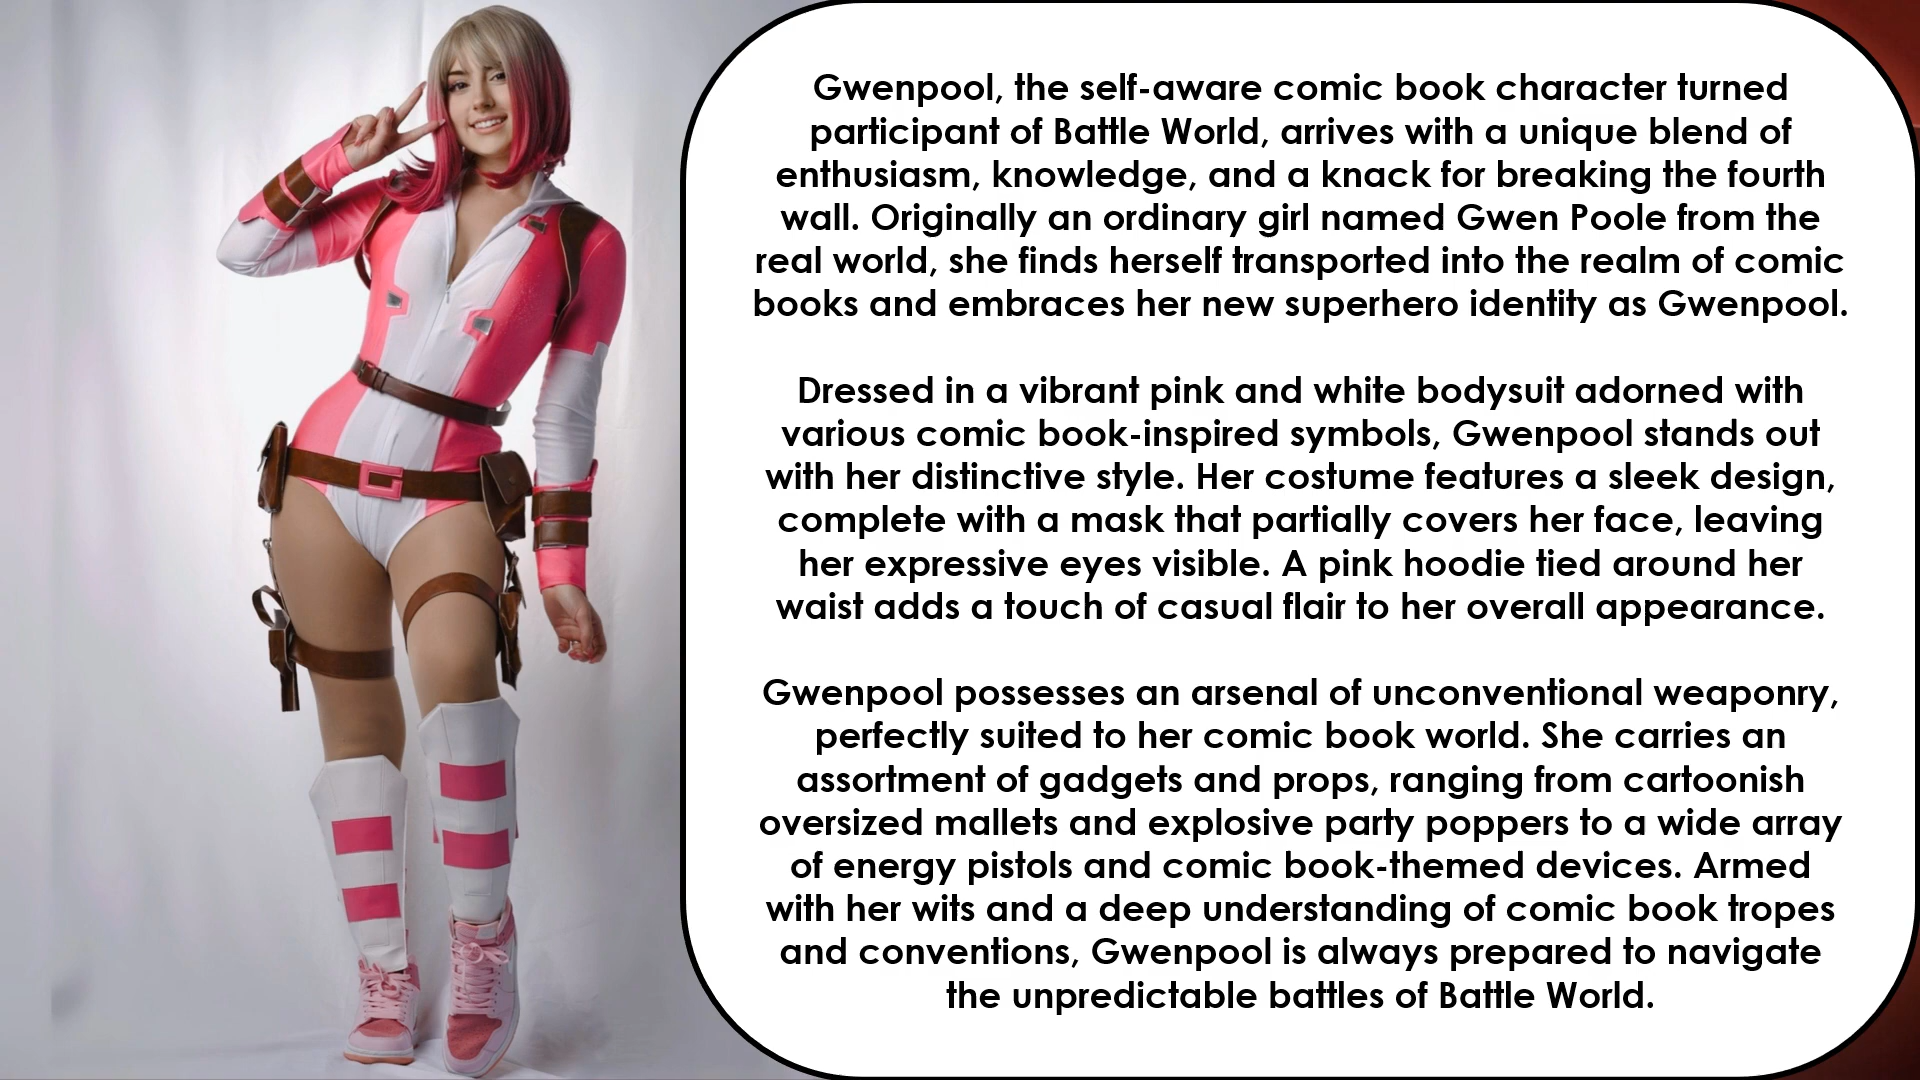 Gwenpool, the self-aware comic book character turned
participant of Battle World, arrives with a unique blend of
enthusiasm, knowledge, and a knack for breaking the fourth
wall. Originally an ordinary girl named Gwen Poole from the
real world, she finds herself transported into the realm of comic
books and embraces her new superhero identity as Gwenpool.
Dressed in a vibrant pink and white bodysuit adorned with
various comic book-inspired symbols, Gwenpool stands out
with her distinctive style. Her costume features a sleek design,
complete with a mask that partially covers her face, leaving
her expressive eyes visible. A pink hoodie tied around her
waist adds a touch of casual flair to her overall appearance.
Gwenpool possesses an arsenal of unconventional weaponry,
perfectly suited to her comic book world. She carries an
assortment of gadgets and props, ranging from cartoonish
oversized mallets and explosive party poppers to a wide array
of energy pistols and comic book-themed devices. Armed
with her wits and a deep understanding of comic book tropes
and conventions, Gwenpool is always prepared to navigate
the unpredictable battles of Battle World.